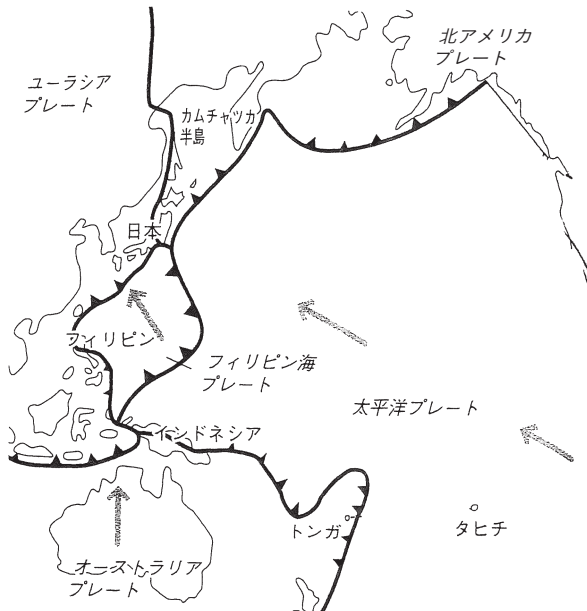 北アメリカ
プレート
ユーラシア
プレート
カムチャツカ
半島
日本
フィリピン
フィリピン海
プレート
太平洋プレート
インドネシア
トンガ
タヒチ
オーストラリア
プレート